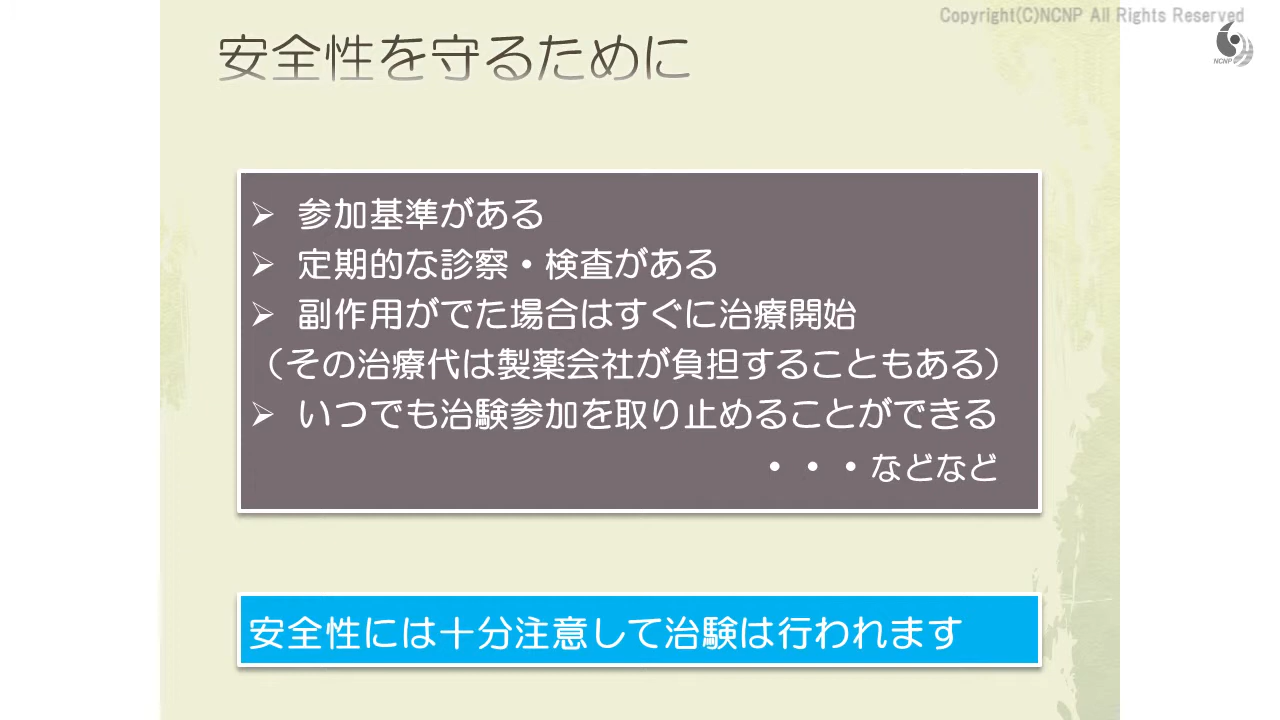 Copyright(C)NCNP All Rights Reserved
NCNP
安全性を守るために
➢ 参加基準がある
➢ 定期的な診察・検査がある
➢ 副作用がでた場合はすぐに治療開始
（その治療代は製薬会社が負担することもある）
➢ いつでも治験参加を取り止めることができる
・・・などなど
安全性には十分注意して治験は行われます